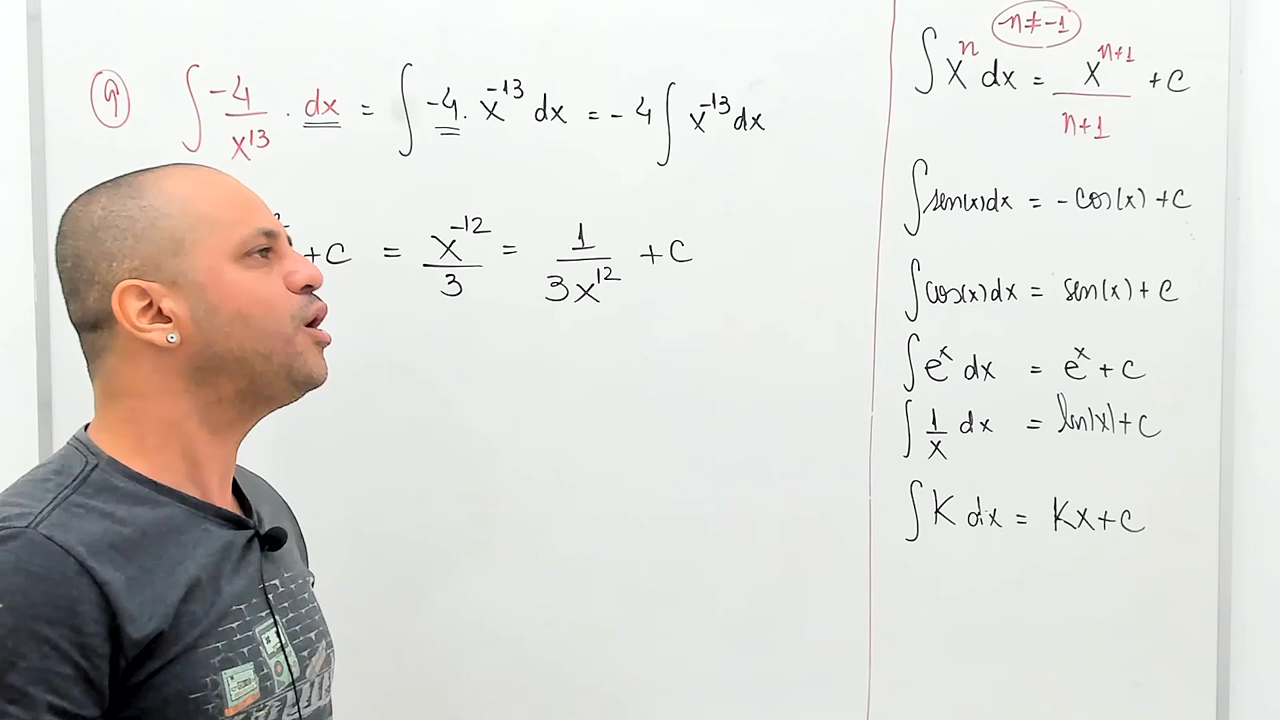 9) ∫ -4/x¹³ · dx = ∫ -4 · x⁻¹³ dx = -4 ∫ x⁻¹³ dx
+C = x⁻¹²/3 = 1/3x¹² + C
n ≠ -1
∫ xⁿ dx = xⁿ⁺¹/n+1 + C
∫ sen(x)dx = -cos(x) + C
∫ cos(x)dx = sen(x) + C
∫ eˣ dx = eˣ + C
∫ 1/x dx = ln|x| + C
∫ K dx = Kx + C